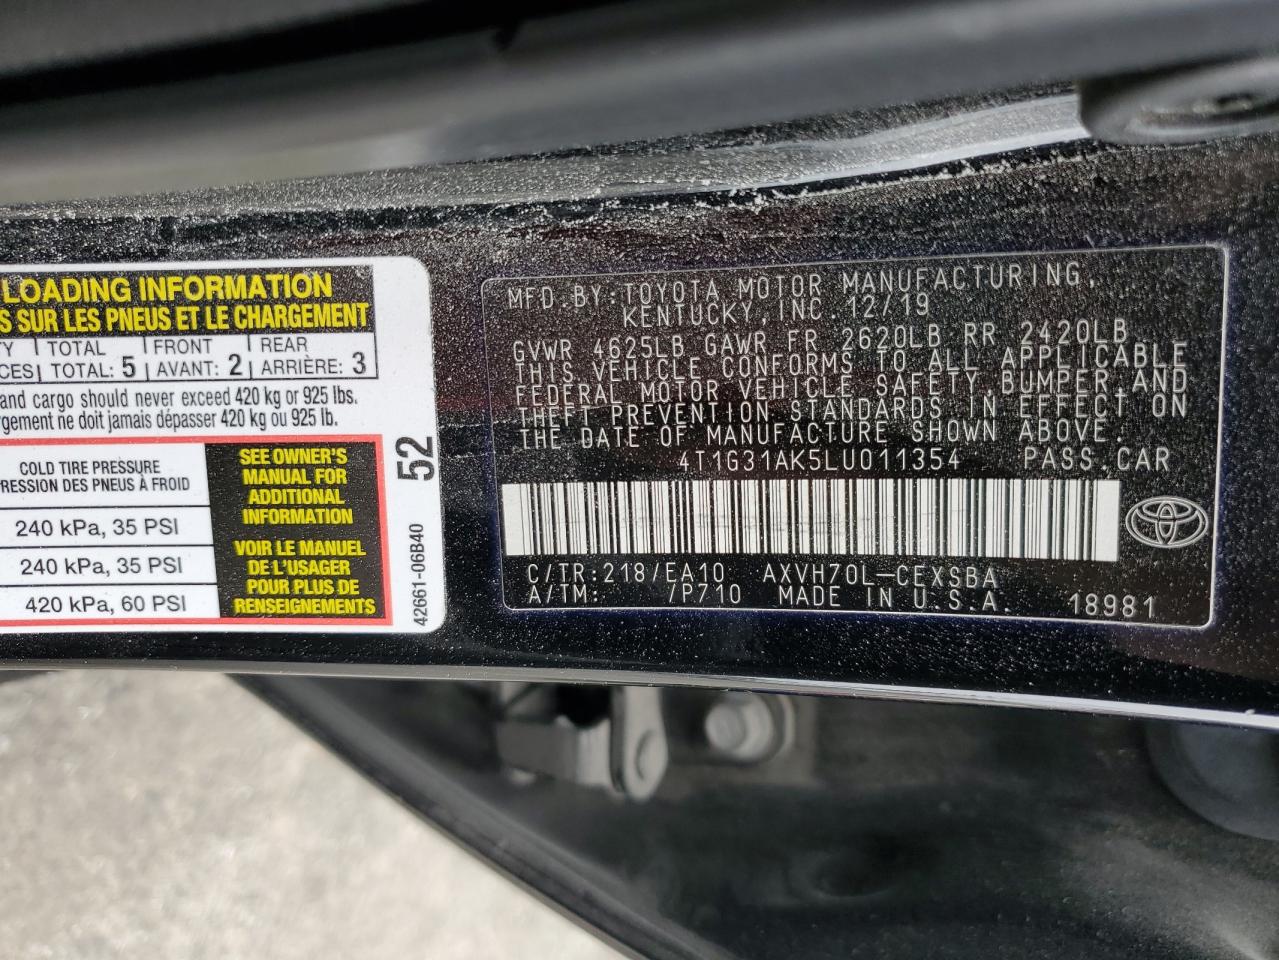 LOADING INFORMATION
S SUR LES PNEUS ET LE CHARGEMENT
TY | TOTAL | FRONT | REAR
CES| TOTAL: 5 | AVANT: 2 | ARRIÈRE: 3
and cargo should never exceed 420 kg or 925 lbs.
rgement ne doit jamais dépasser 420 kg ou 925 lb.
COLD TIRE PRESSURE
RESSION DES PNEUS À FROID
240 kPa, 35 PSI
240 kPa, 35 PSI
420 kPa, 60 PSI
SEE OWNER'S
MANUAL FOR
ADDITIONAL
INFORMATION
VOIR LE MANUEL
DE L'USAGER
POUR PLUS DE
RENSEIGNEMENTS
52
42661-06B40
MFD.BY:TOYOTA MOTOR MANUFACTURING,
KENTUCKY,INC. 12/19
GVWR 4625LB GAWR FR 2620LB RR 2420LB
THIS VEHICLE CONFORMS TO ALL APPLICABLE
FEDERAL MOTOR VEHICLE SAFETY,BUMPER,AND
THEFT PREVENTION STANDARDS IN EFFECT ON
THE DATE OF MANUFACTURE SHOWN ABOVE.
4T1G31AK5LU011354 PASS.CAR
C/TR:218/EA10 AXVH70L-CEXSBA
A/TM: /P710 MADE IN U.S.A. 18981